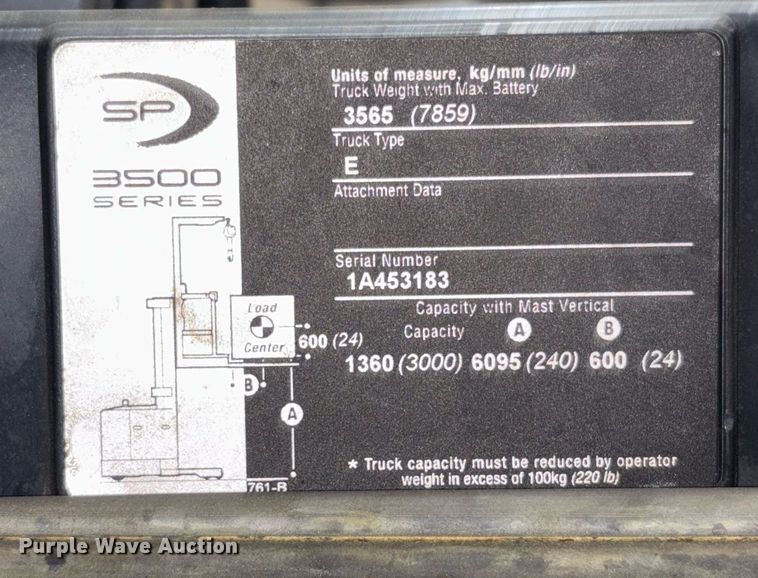 SP
3500
SERIES
Units of measure, kg/mm (lb/in)
Truck Weight with Max. Battery
3565 (7859)
Truck Type
E
Attachment Data
Serial Number
1A453183
Capacity with Mast Vertical
Capacity A B
1360 (3000) 6095 (240) 600 (24)
Load
Center
600 (24)
B
A
* Truck capacity must be reduced by operator
weight in excess of 100kg (220 lb)
761-B
Purple Wave Auction